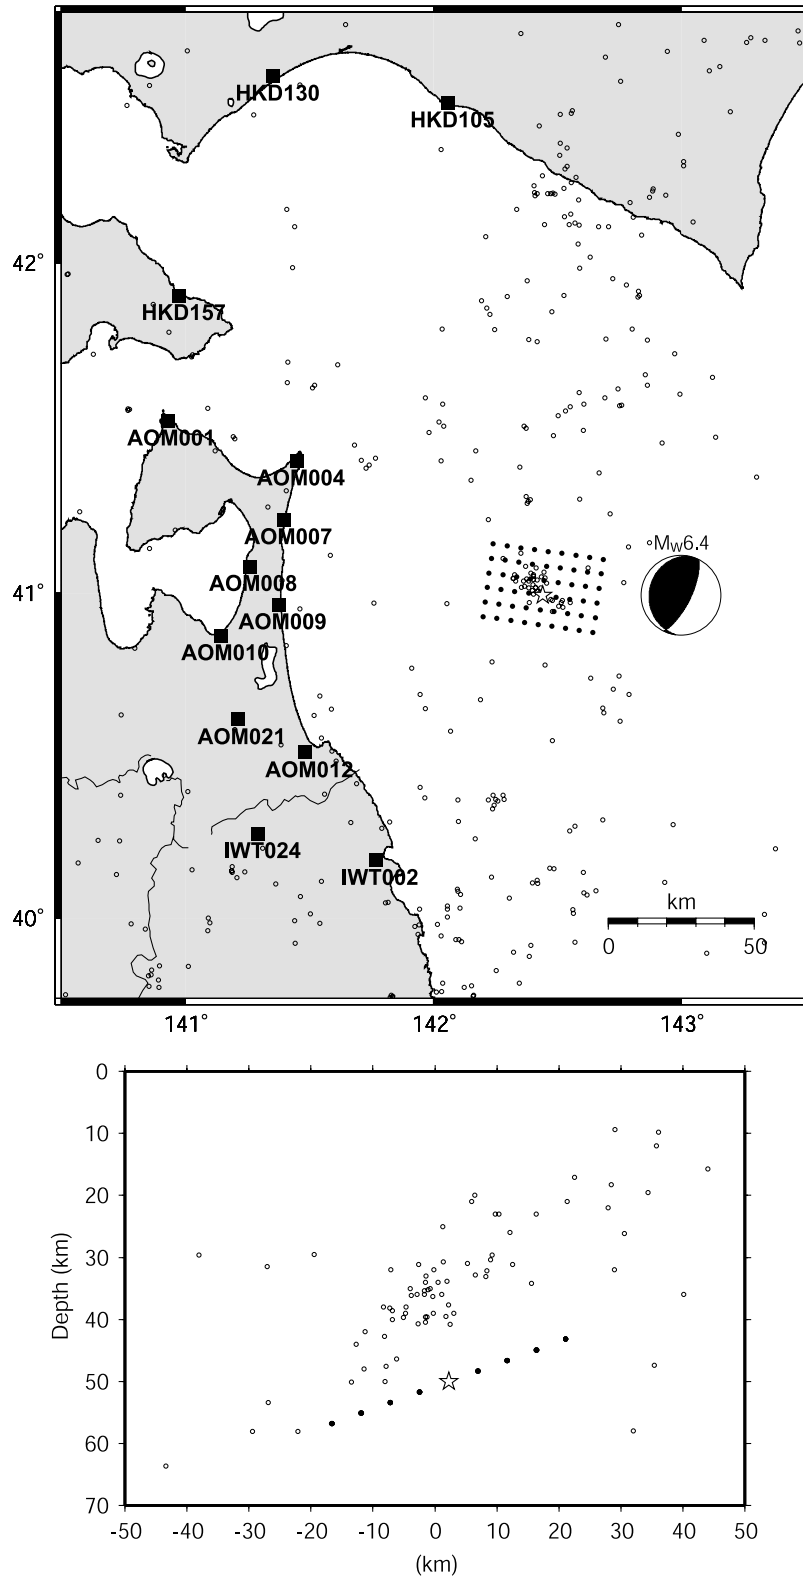 HKD130
HKD105
42°
HKD157
AOM001
AOM004
AOM007
Mw6.4
AOM008
41°
AOM009
AOM010
AOM021
AOM012
IWT024
IWT002
km
40°
0 50
141° 142° 143°
0
10
20
30
40
50
60
70
Depth (km)
-50 -40 -30 -20 -10 0 10 20 30 40 50
(km)